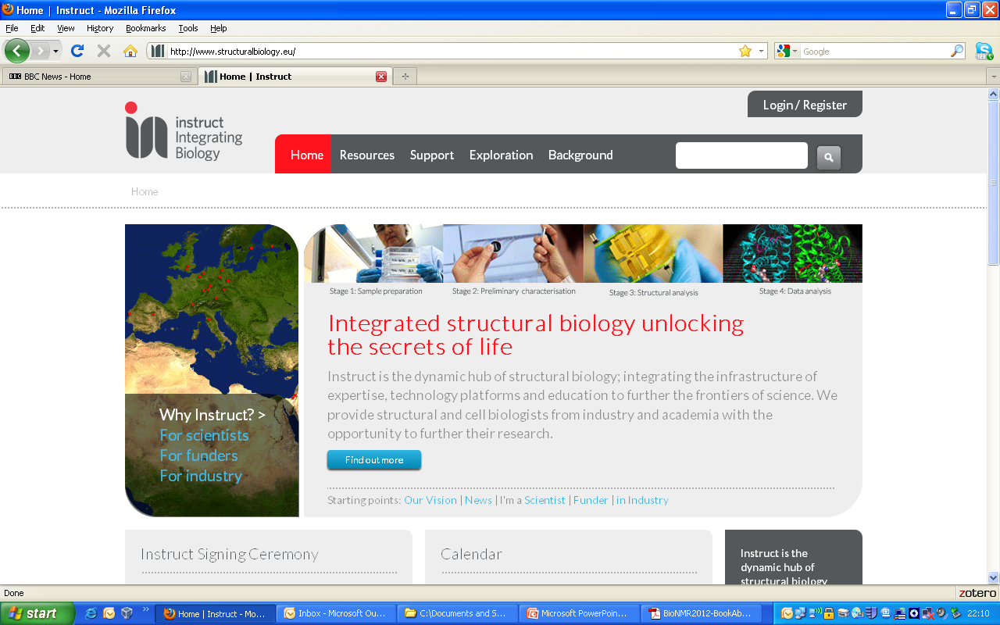 Home | Instruct - Mozilla Firefox
File Edit View History Bookmarks Tools Help
http://www.structuralbiology.eu/
Google
BBC BBC News - Home
Home | Instruct
Login / Register
instruct
Integrating
Biology
Home Resources Support Exploration Background
Home
Stage 1: Sample preparation
Stage 2: Preliminary characterisation
Stage 3: Structural analysis
Stage 4: Data analysis
Why Instruct? >
For scientists
For funders
For industry
Integrated structural biology unlocking
the secrets of life
Instruct is the dynamic hub of structural biology; integrating the infrastructure of
expertise, technology platforms and education to further the frontiers of science. We
provide structural and cell biologists from industry and academia with the
opportunity to further their research.
Find out more
Starting points: Our Vision | News | I'm a Scientist | Funder | in Industry
Instruct Signing Ceremony
Calendar
Instruct is the
dynamic hub of
structural biology
Done
zotero
start
Home | Instruct - Mo...
Inbox - Microsoft Ou...
C:\Documents and S...
Microsoft PowerPoin...
BioNMR2012-BookAb...
22:10